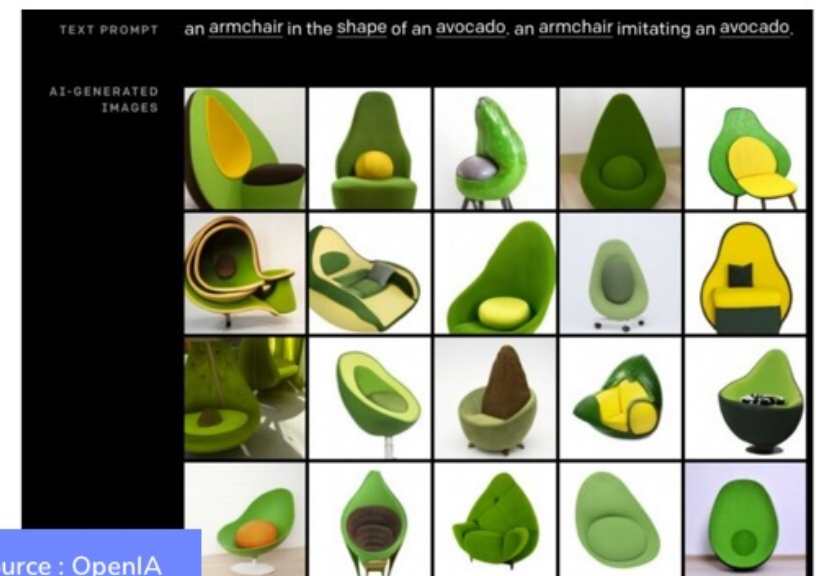 TEXT PROMPT
an armchair in the shape of an avocado. an armchair imitating an avocado.
AI-GENERATED
IMAGES
urce : OpenIA